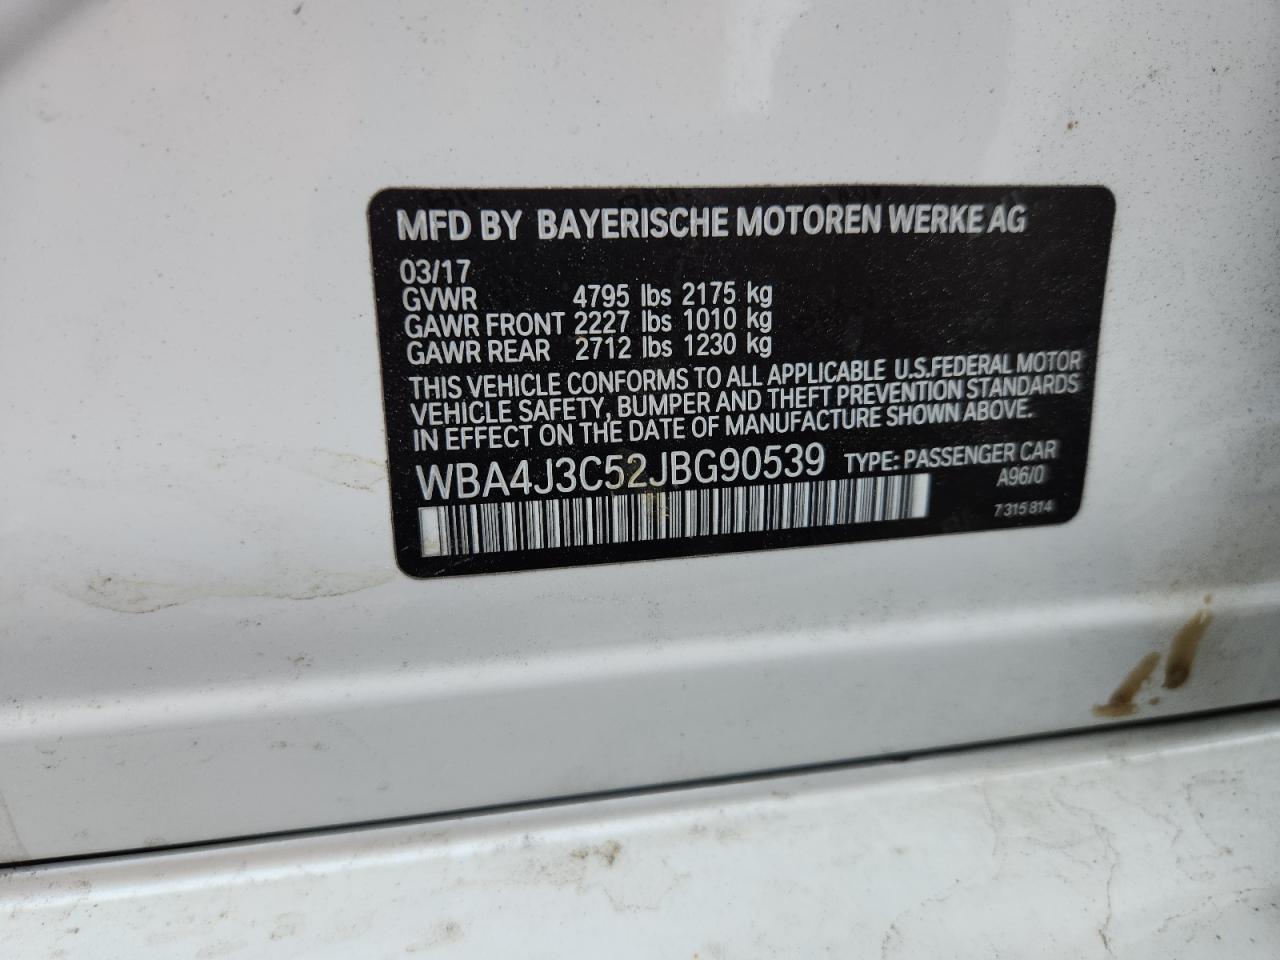 MFD BY BAYERISCHE MOTOREN WERKE AG
03/17
GVWR 4795 lbs 2175 kg
GAWR FRONT 2227 lbs 1010 kg
GAWR REAR 2712 lbs 1230 kg
THIS VEHICLE CONFORMS TO ALL APPLICABLE U.S.FEDERAL MOTOR
VEHICLE SAFETY, BUMPER AND THEFT PREVENTION STANDARDS
IN EFFECT ON THE DATE OF MANUFACTURE SHOWN ABOVE.
WBA4J3C52JBG90539 TYPE: PASSENGER CAR
A96/0
7 315 814